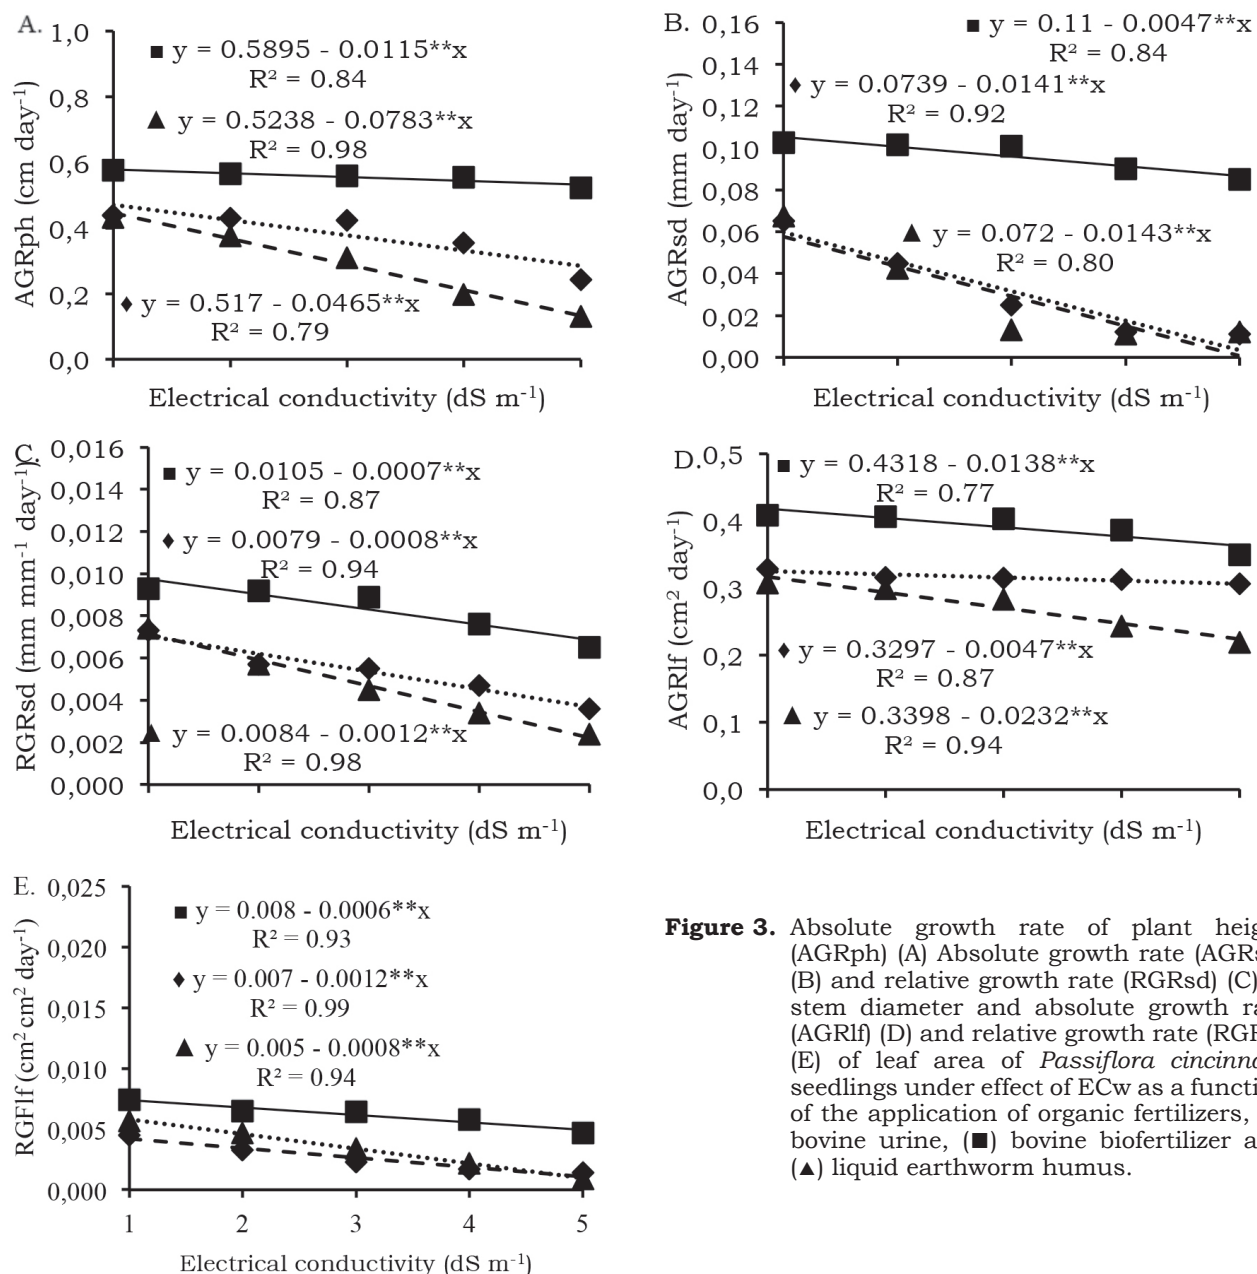 A.
1,0
0,8
0,6
0,4
0,2
0,0
AGRph (cm day⁻¹)
■ y = 0.5895 - 0.0115**x
R² = 0.84
▲ y = 0.5238 - 0.0783**x
R² = 0.98
♦ y = 0.517 - 0.0465**x
R² = 0.79
Electrical conductivity (dS m⁻¹)
B.
0,16
0,14
0,12
0,10
0,08
0,06
0,04
0,02
0,00
AGRsd (mm day⁻¹)
■ y = 0.11 - 0.0047**x
R² = 0.84
♦ y = 0.0739 - 0.0141**x
R² = 0.92
▲ y = 0.072 - 0.0143**x
R² = 0.80
Electrical conductivity (dS m⁻¹)
C.
0,016
0,014
0,012
0,010
0,008
0,006
0,004
0,002
0,000
RGRsd (mm mm⁻¹ day⁻¹)
■ y = 0.0105 - 0.0007**x
R² = 0.87
♦ y = 0.0079 - 0.0008**x
R² = 0.94
▲ y = 0.0084 - 0.0012**x
R² = 0.98
Electrical conductivity (dS m⁻¹)
D.
0,5
0,4
0,3
0,2
0,1
0,0
AGRlf (cm² day⁻¹)
■ y = 0.4318 - 0.0138**x
R² = 0.77
♦ y = 0.3297 - 0.0047**x
R² = 0.87
▲ y = 0.3398 - 0.0232**x
R² = 0.94
Electrical conductivity (dS m⁻¹)
E.
0,025
0,020
0,015
0,010
0,005
0,000
RGFlf (cm² cm² day⁻¹)
■ y = 0.008 - 0.0006**x
R² = 0.93
♦ y = 0.007 - 0.0012**x
R² = 0.99
▲ y = 0.005 - 0.0008**x
R² = 0.94
1 2 3 4 5
Electrical conductivity (dS m⁻¹)
Figure 3. Absolute growth rate of plant
(AGRph) (A) Absolute growth rate
(B) and relative growth rate (RGRsd) (C)
stem diameter and absolute growth
(AGRlf) (D) and relative growth rate
(E) of leaf area of Passiflora
seedlings under effect of ECw as a
of the application of organic fertilizers,
bovine urine, (■) bovine biofertilizer
(▲) liquid earthworm humus.